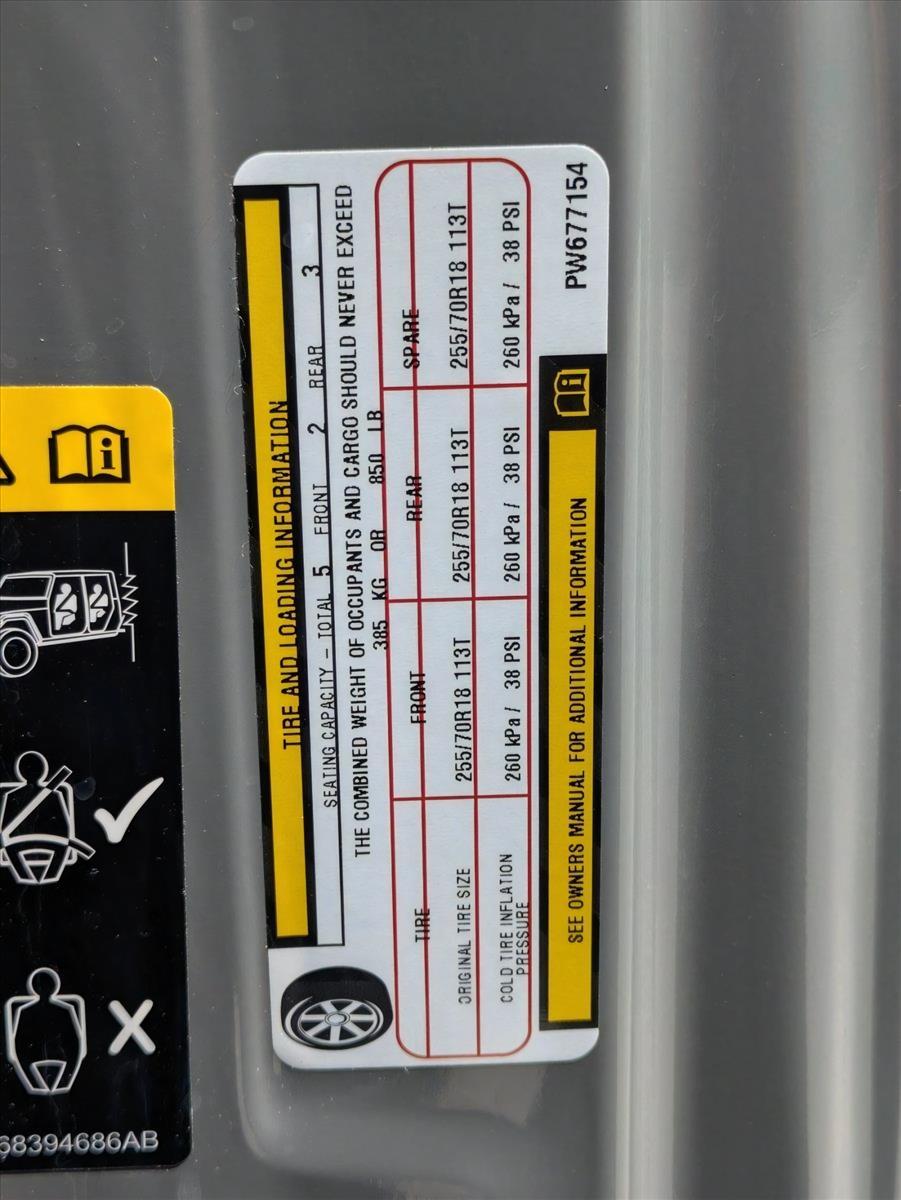 TIRE AND LOADING INFORMATION
SEATING CAPACITY – TOTAL 5 FRONT 2 REAR 3
THE COMBINED WEIGHT OF OCCUPANTS AND CARGO SHOULD NEVER EXCEED
385 KG OR 850 LB
TIRE FRONT REAR SPARE
ORIGINAL TIRE SIZE 255/70R18 113T 255/70R18 113T 255/70R18 113T
COLD TIRE INFLATION
PRESSURE 260 kPa / 38 PSI 260 kPa / 38 PSI 260 kPa / 38 PSI
SEE OWNERS MANUAL FOR ADDITIONAL INFORMATION
PW677154
68394686AB